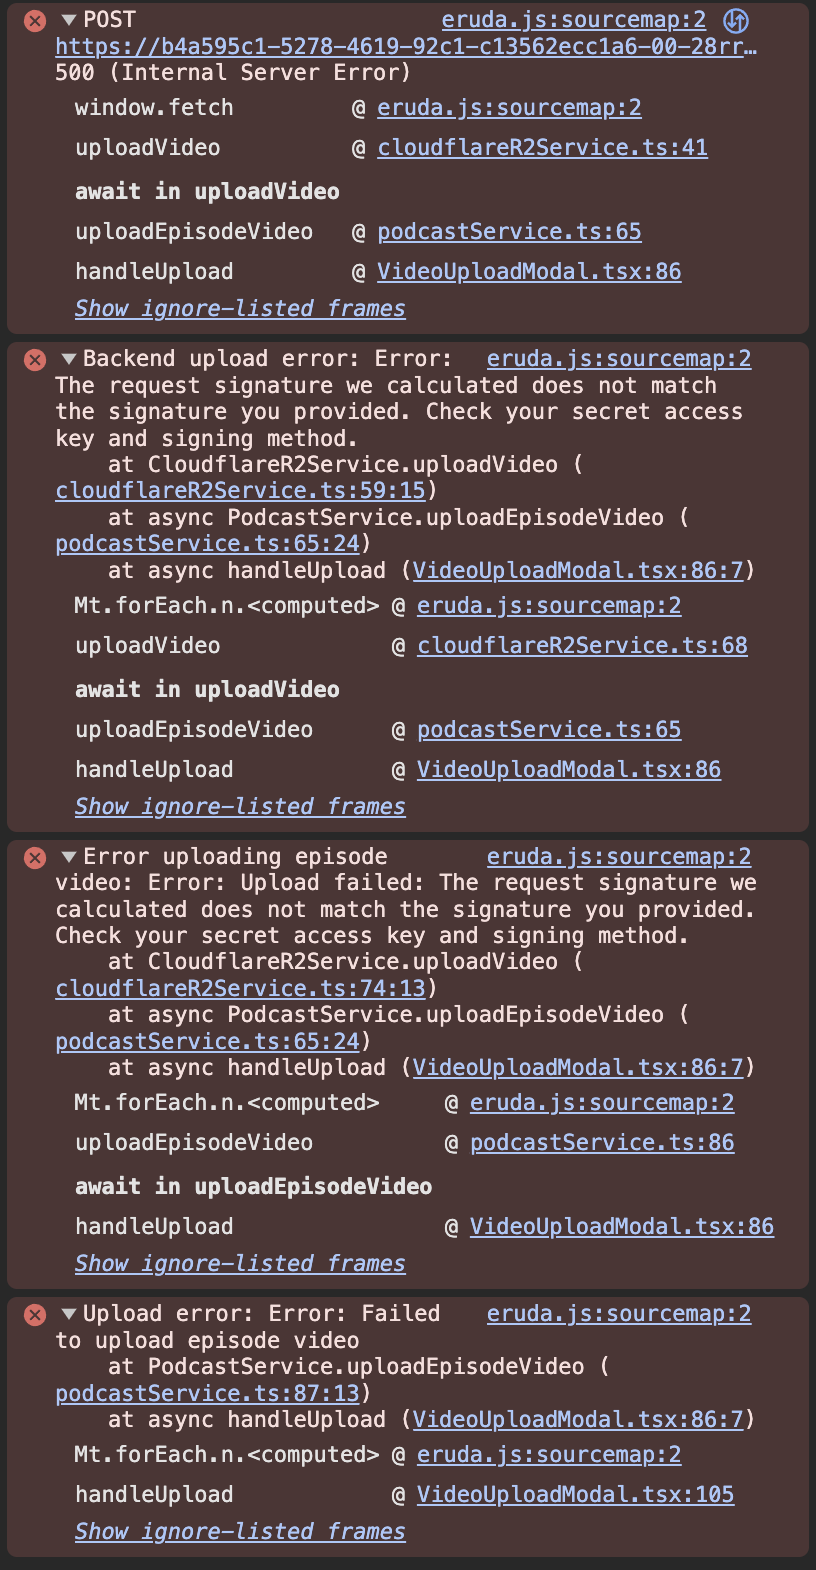 ▼POST eruda.js:sourcemap:2
https://b4a595c1-5278-4619-92c1-c13562ecc1a6-00-28rr…
500 (Internal Server Error)
window.fetch @ eruda.js:sourcemap:2
uploadVideo @ cloudflareR2Service.ts:41
await in uploadVideo
uploadEpisodeVideo @ podcastService.ts:65
handleUpload @ VideoUploadModal.tsx:86
Show ignore-listed frames
▼Backend upload error: Error: eruda.js:sourcemap:2
The request signature we calculated does not match
the signature you provided. Check your secret access
key and signing method.
at CloudflareR2Service.uploadVideo (
cloudflareR2Service.ts:59:15)
at async PodcastService.uploadEpisodeVideo (
podcastService.ts:65:24)
at async handleUpload (VideoUploadModal.tsx:86:7)
Mt.forEach.n.<computed> @ eruda.js:sourcemap:2
uploadVideo @ cloudflareR2Service.ts:68
await in uploadVideo
uploadEpisodeVideo @ podcastService.ts:65
handleUpload @ VideoUploadModal.tsx:86
Show ignore-listed frames
▼Error uploading episode eruda.js:sourcemap:2
video: Error: Upload failed: The request signature we
calculated does not match the signature you provided.
Check your secret access key and signing method.
at CloudflareR2Service.uploadVideo (
cloudflareR2Service.ts:74:13)
at async PodcastService.uploadEpisodeVideo (
podcastService.ts:65:24)
at async handleUpload (VideoUploadModal.tsx:86:7)
Mt.forEach.n.<computed> @ eruda.js:sourcemap:2
uploadEpisodeVideo @ podcastService.ts:86
await in uploadEpisodeVideo
handleUpload @ VideoUploadModal.tsx:86
Show ignore-listed frames
▼Upload error: Error: Failed eruda.js:sourcemap:2
to upload episode video
at PodcastService.uploadEpisodeVideo (
podcastService.ts:87:13)
at async handleUpload (VideoUploadModal.tsx:86:7)
Mt.forEach.n.<computed> @ eruda.js:sourcemap:2
handleUpload @ VideoUploadModal.tsx:105
Show ignore-listed frames